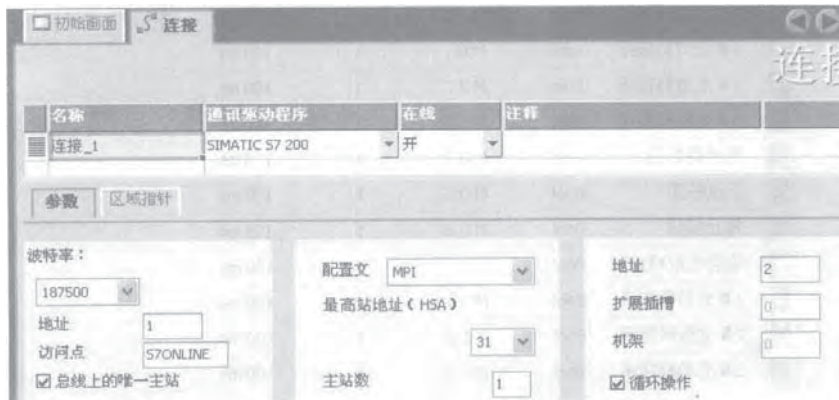 初始画面 连接
连接
名称 通讯驱动程序 在线 注释
连接_1 SIMATIC S7 200 开
参数 区域指针
波特率：
187500
地址 1
访问点 S7ONLINE
☑ 总线上的唯一主站
配置文 MPI
最高站地址（HSA）
31
主站数 1
地址 2
扩展插槽 0
机架 0
☑ 循环操作